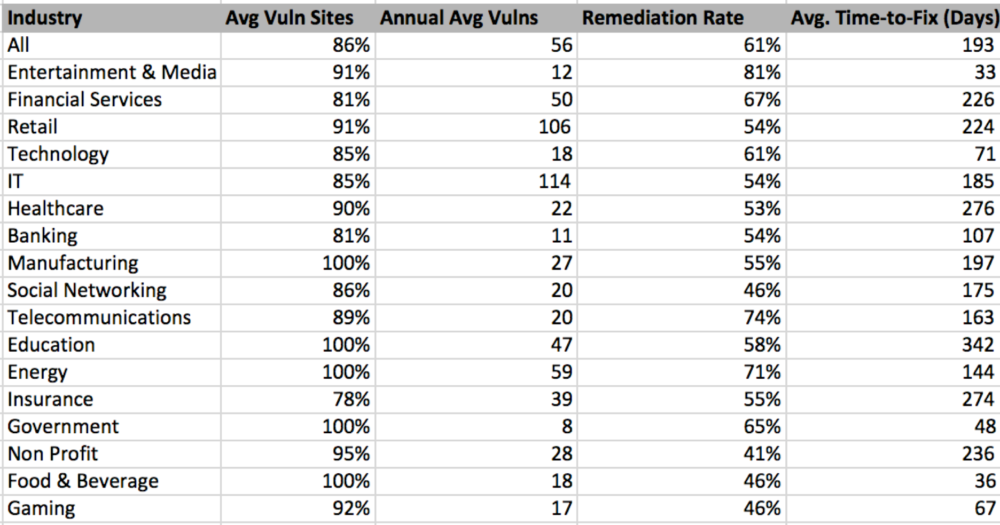 Industry Avg Vuln Sites Annual Avg Vulns Remediation Rate Avg. Time-to-Fix (Days)
All 86% 56 61% 193
Entertainment & Media 91% 12 81% 33
Financial Services 81% 50 67% 226
Retail 91% 106 54% 224
Technology 85% 18 61% 71
IT 85% 114 54% 185
Healthcare 90% 22 53% 276
Banking 81% 11 54% 107
Manufacturing 100% 27 55% 197
Social Networking 86% 20 46% 175
Telecommunications 89% 20 74% 163
Education 100% 47 58% 342
Energy 100% 59 71% 144
Insurance 78% 39 55% 274
Government 100% 8 65% 48
Non Profit 95% 28 41% 236
Food & Beverage 100% 18 46% 36
Gaming 92% 17 46% 67